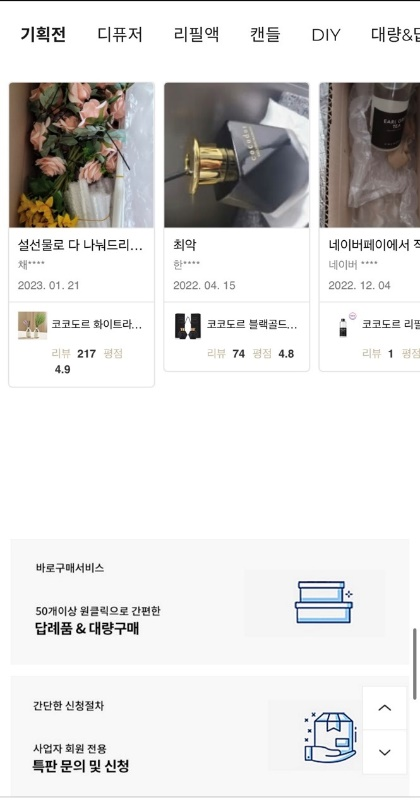 기획전 디퓨저 리필액 캔들 DIY 대량&
설선물로 다 나눠드리...
채****
2023. 01. 21
코코도르 화이트라...
리뷰 217 평점
4.9
최악
한****
2022. 04. 15
코코도르 블랙골드...
리뷰 74 평점 4.8
네이버페이에서
네이버 ****
2022. 12. 04
코코도르 리필
리뷰 1 평점
바로구매서비스
50개이상 원클릭으로 간편한
답례품 & 대량구매
간단한 신청절차
사업자 회원 전용
특판 문의 및 신청